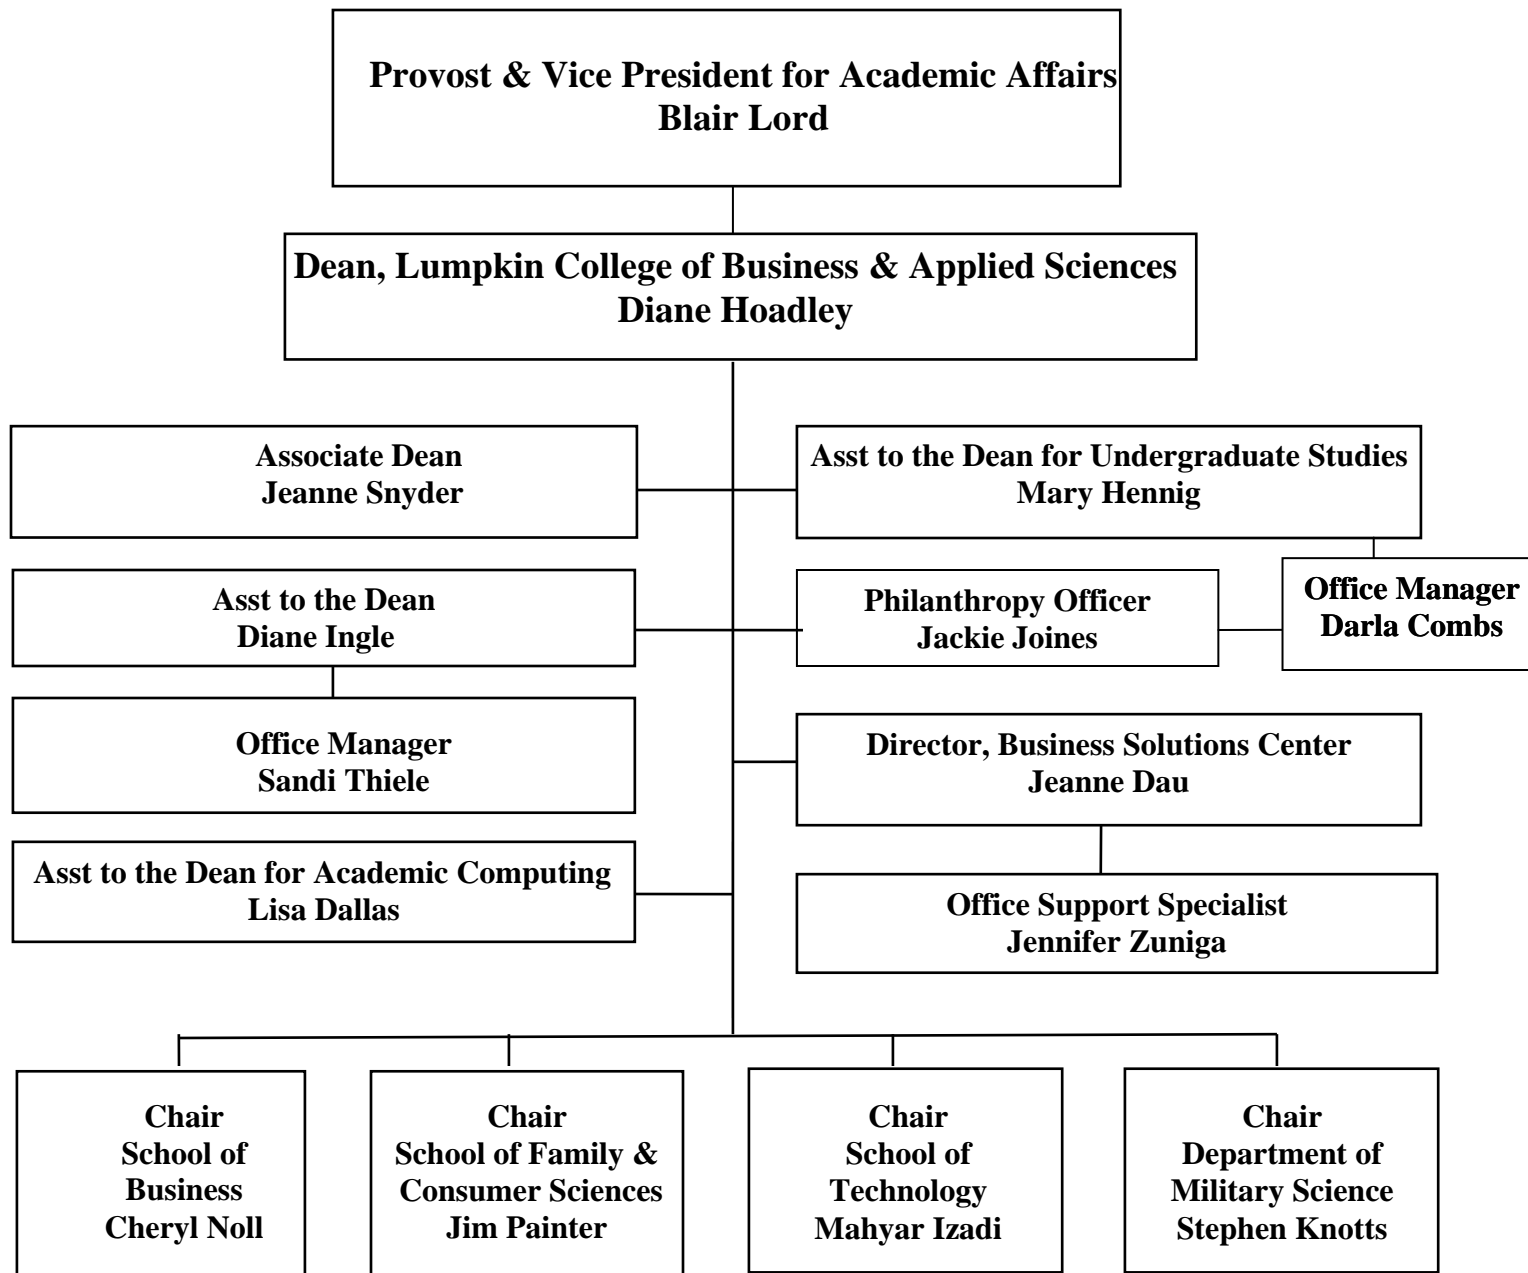 Provost & Vice President for Academic Affairs
Blair Lord
Dean, Lumpkin College of Business & Applied Sciences
Diane Hoadley
Associate Dean
Jeanne Snyder
Asst to the Dean for Undergraduate Studies
Mary Hennig
Asst to the Dean
Diane Ingle
Philanthropy Officer
Jackie Joines
Office Manager
Darla Combs
Office Manager
Sandi Thiele
Director, Business Solutions Center
Jeanne Dau
Asst to the Dean for Academic Computing
Lisa Dallas
Office Support Specialist
Jennifer Zuniga
Chair
School of
Business
Cheryl Noll
Chair
School of Family &
Consumer Sciences
Jim Painter
Chair
School of
Technology
Mahyar Izadi
Chair
Department of
Military Science
Stephen Knotts